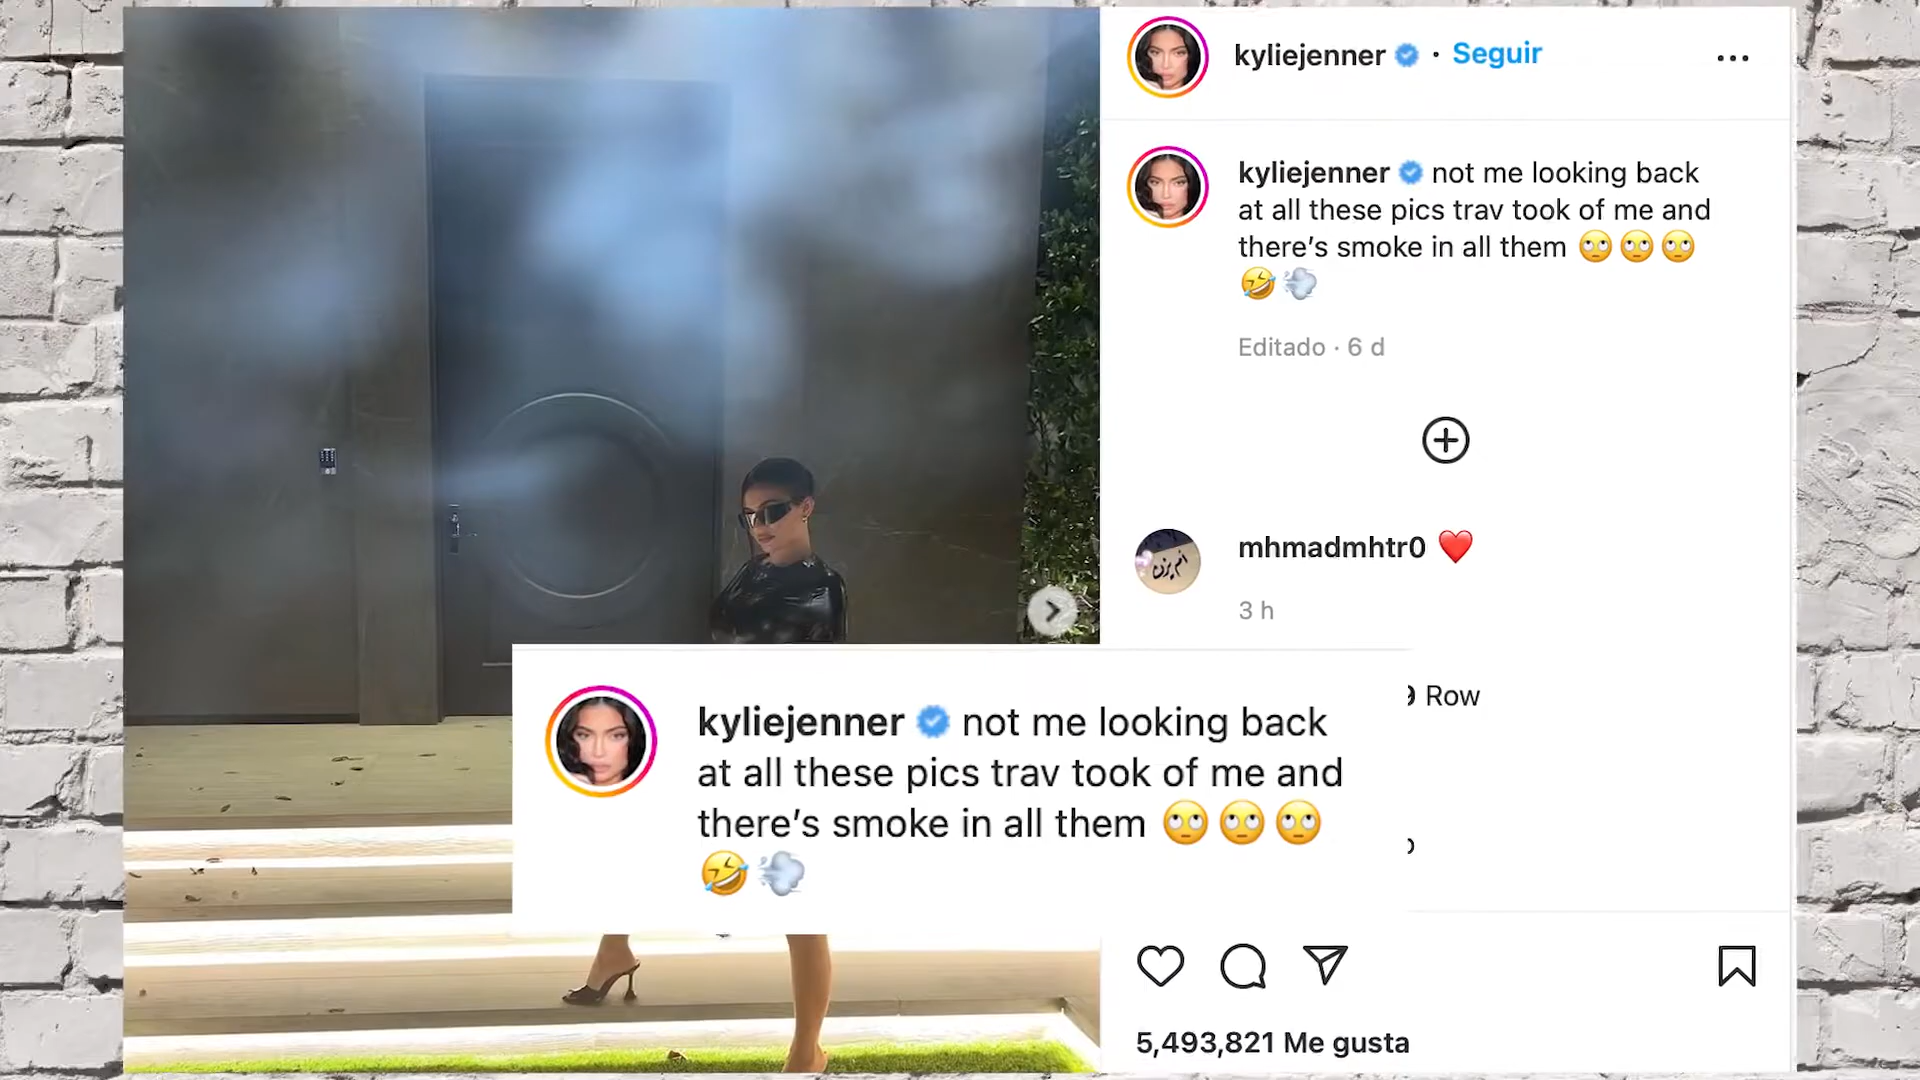 kyliejenner · Seguir
kyliejenner not me looking back
at all these pics trav took of me and
there’s smoke in all them 🙄🙄🙄
🤣💨
Editado · 6 d
mhmadmhtr0 ❤️
3 h
Row
kyliejenner not me looking back
at all these pics trav took of me and
there’s smoke in all them 🙄🙄🙄
🤣💨
5,493,821 Me gusta